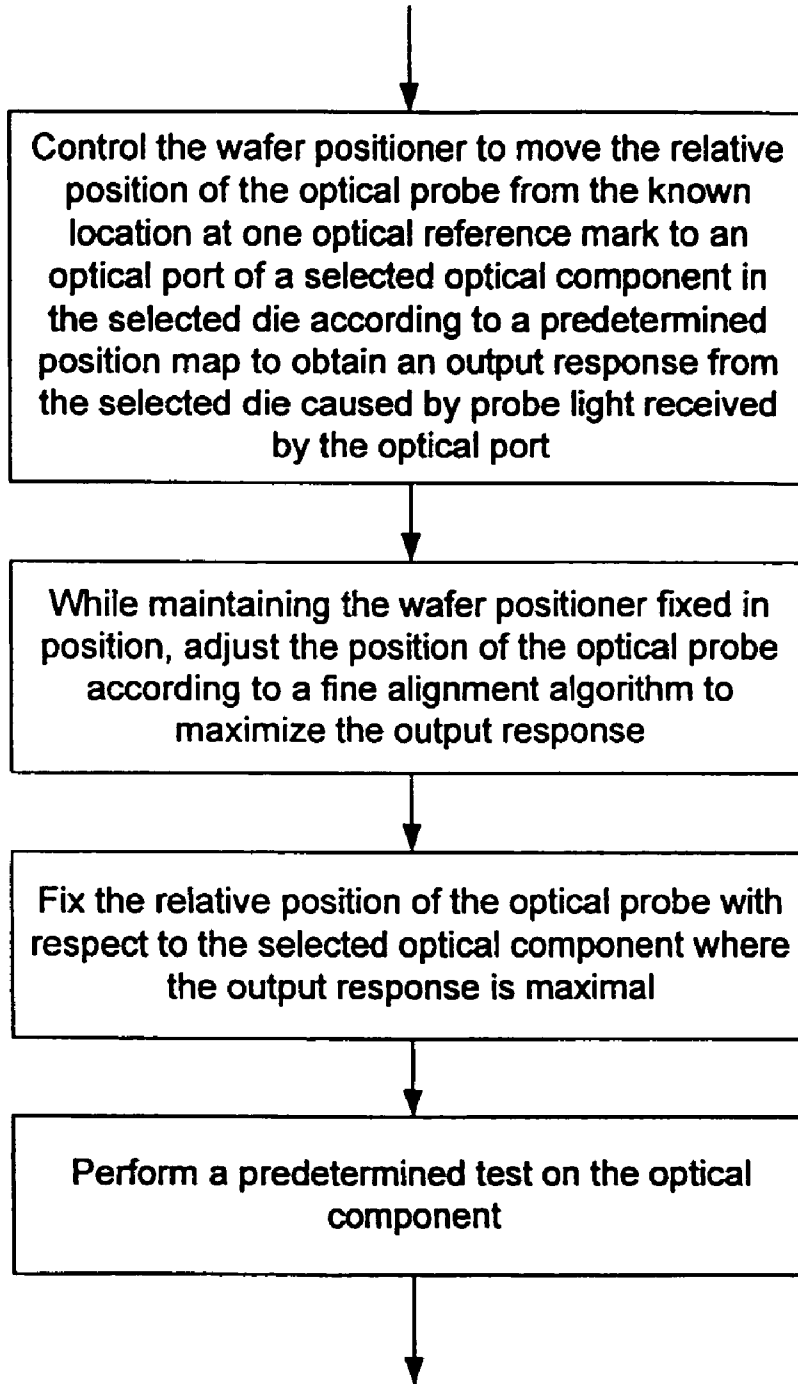 Control the wafer positioner to move the relative
position of the optical probe from the known
location at one optical reference mark to an
optical port of a selected optical component in
the selected die according to a predetermined
position map to obtain an output response from
the selected die caused by probe light received
by the optical port
While maintaining the wafer positioner fixed in
position, adjust the position of the optical probe
according to a fine alignment algorithm to
maximize the output response
Fix the relative position of the optical probe with
respect to the selected optical component where
the output response is maximal
Perform a predetermined test on the optical
component